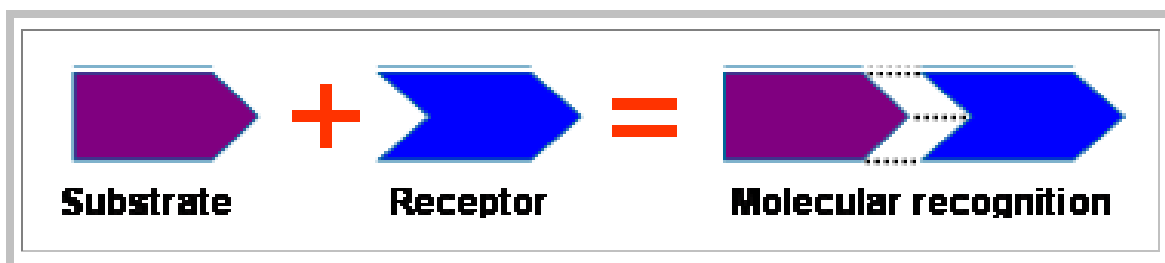 + =
Substrate Receptor Molecular recognition